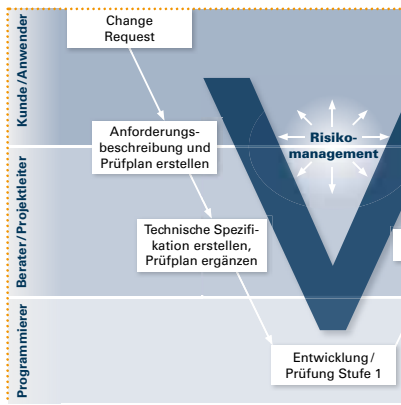 Kunde/Anwender
Change
Request
Risiko-
management
Anforderungs-
beschreibung und
Prüfplan erstellen
Berater/Projektleiter
Technische Spezifi-
kation erstellen,
Prüfplan ergänzen
Programmierer
Entwicklung/
Prüfung Stufe 1